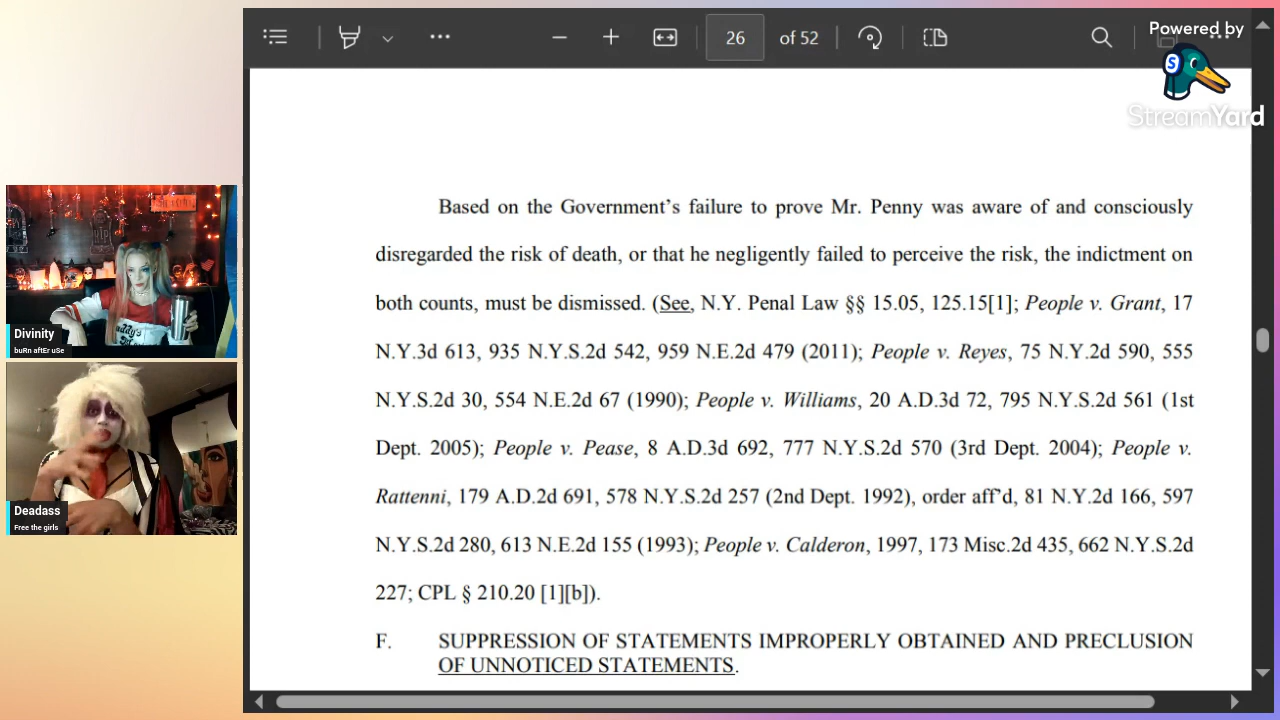 26 of 52
Powered by
StreamYard
Based on the Government's failure to prove Mr. Penny was aware of and consciously
disregarded the risk of death, or that he negligently failed to perceive the risk, the indictment on
both counts, must be dismissed. (See, N.Y. Penal Law §§ 15.05, 125.15[1]; People v. Grant, 17
N.Y.3d 613, 935 N.Y.S.2d 542, 959 N.E.2d 479 (2011); People v. Reyes, 75 N.Y.2d 590, 555
N.Y.S.2d 30, 554 N.E.2d 67 (1990); People v. Williams, 20 A.D.3d 72, 795 N.Y.S.2d 561 (1st
Dept. 2005); People v. Pease, 8 A.D.3d 692, 777 N.Y.S.2d 570 (3rd Dept. 2004); People v.
Rattenni, 179 A.D.2d 691, 578 N.Y.S.2d 257 (2nd Dept. 1992), order aff'd, 81 N.Y.2d 166, 597
N.Y.S.2d 280, 613 N.E.2d 155 (1993); People v. Calderon, 1997, 173 Misc.2d 435, 662 N.Y.S.2d
227; CPL § 210.20 [1][b]).
F. SUPPRESSION OF STATEMENTS IMPROPERLY OBTAINED AND PRECLUSION
OF UNNOTICED STATEMENTS.
Divinity
buRn aftEr uSe
Deadass
Free the girls